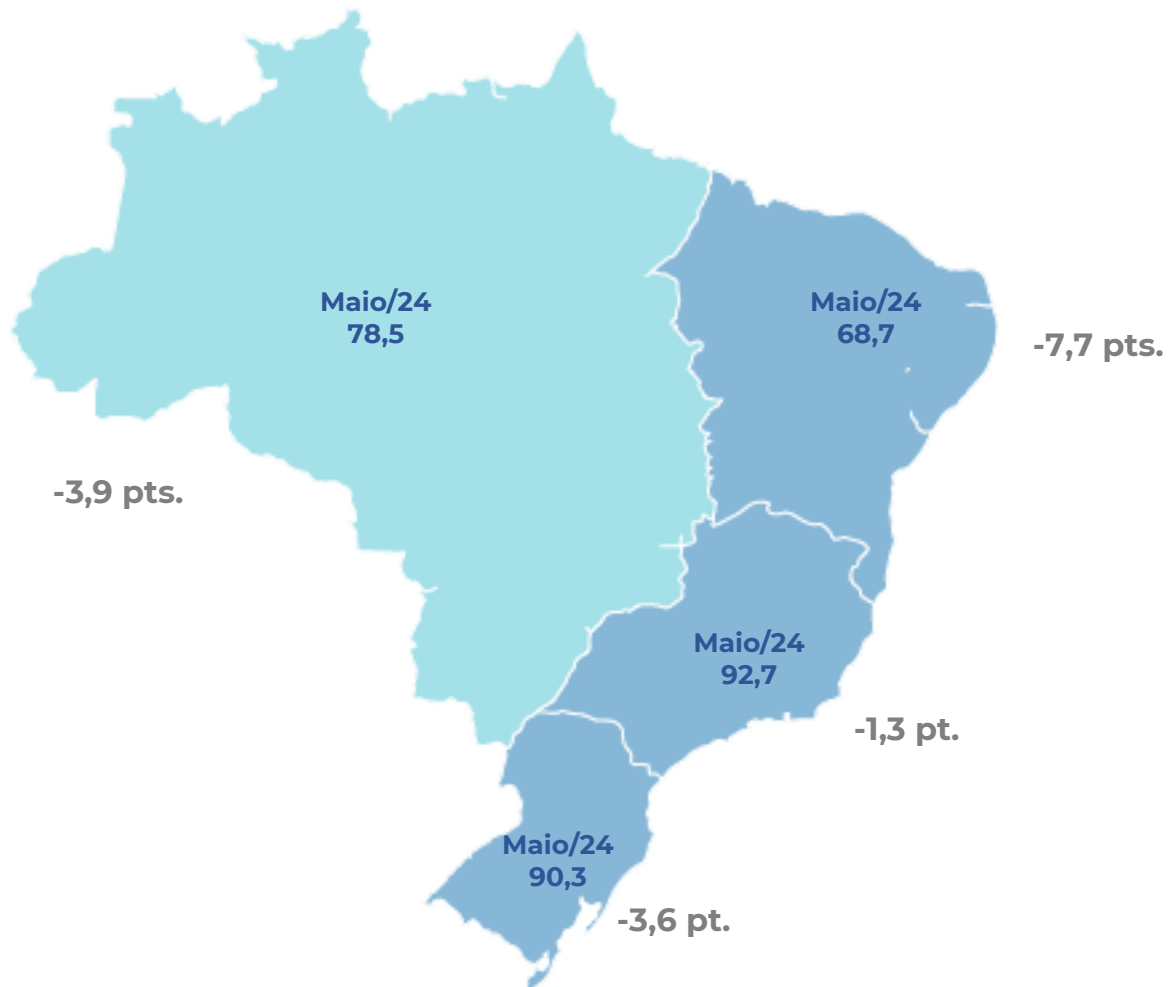 Maio/24
78,5
Maio/24
68,7
-7,7 pts.
-3,9 pts.
Maio/24
92,7
-1,3 pt.
Maio/24
90,3
-3,6 pt.